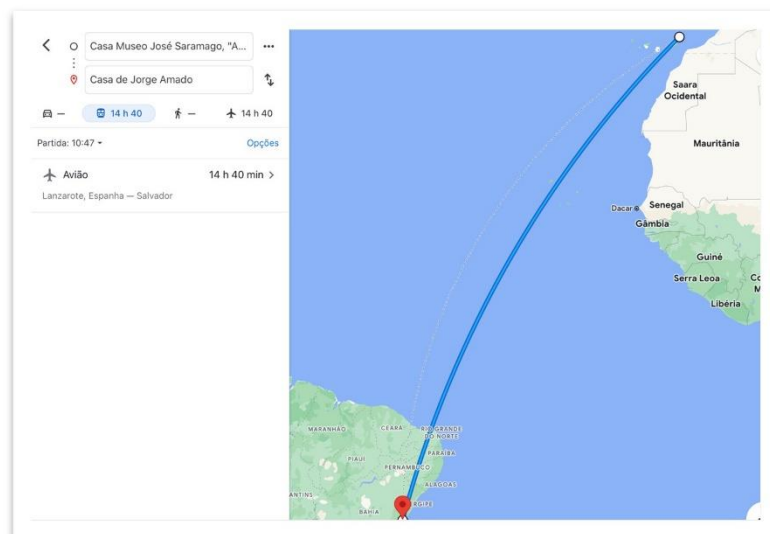 Casa Museo José Saramago, "A...
Casa de Jorge Amado
— 14 h 40 — 14 h 40
Partida: 10:47 Opções
Avião 14 h 40 min >
Lanzarote, Espanha — Salvador
Saara
Ocidental
Mauritânia
Dacar
Senegal
Gâmbia
Guiné
Serra Leoa
Libéria
MARANHÃO
CEARÁ
RIO GRANDE
DO NORTE
PARAÍBA
PIAUÍ
PERNAMBUCO
ALAGOAS
ANTINS
ERGIPE
BAHIA